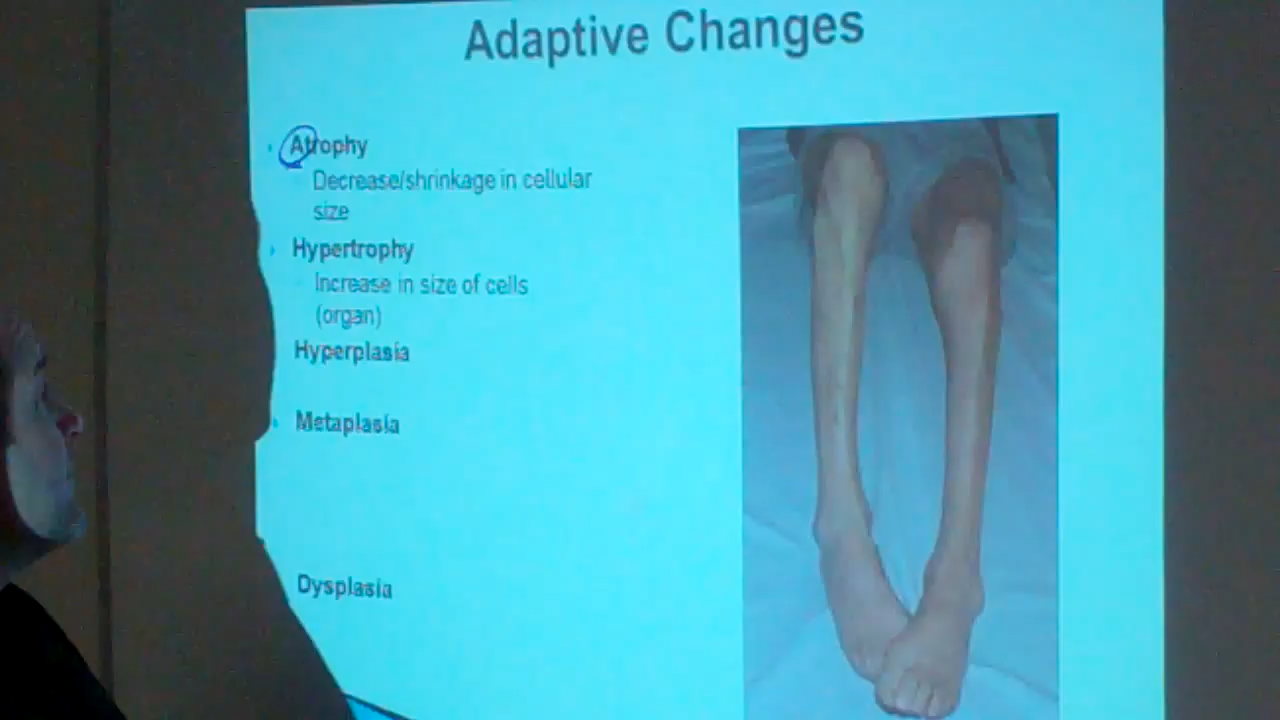 Adaptive Changes
Atrophy
Decrease/shrinkage in cellular
size
Hypertrophy
Increase in size of cells
(organ)
Hyperplasia
Metaplasia
Dysplasia